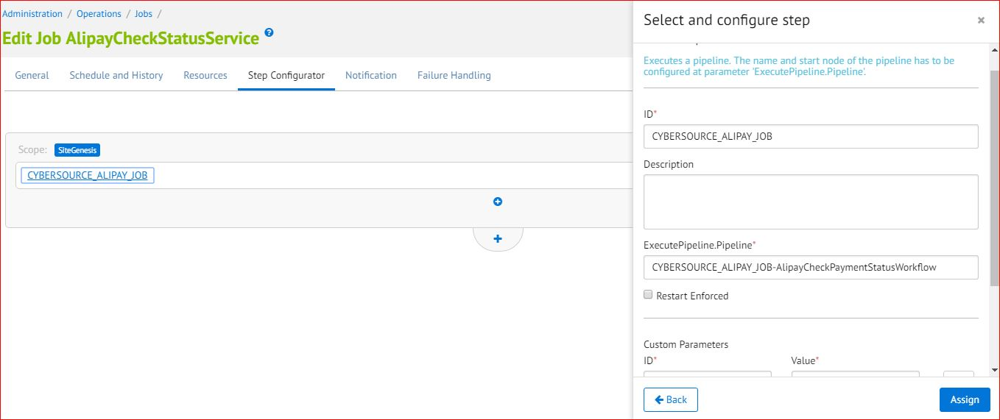 Administration / Operations / Jobs /
Edit Job AlipayCheckStatusService ?
General Schedule and History Resources Step Configurator Notification Failure Handling
Scope: SiteGenesis
CYBERSOURCE_ALIPAY_JOB
Select and configure step
Executes a pipeline. The name and start node of the pipeline has to be
configured at parameter 'ExecutePipeline.Pipeline'.
ID*
CYBERSOURCE_ALIPAY_JOB
Description
ExecutePipeline.Pipeline*
CYBERSOURCE_ALIPAY_JOB-AlipayCheckPaymentStatusWorkflow
Restart Enforced
Custom Parameters
ID* Value*
Back Assign